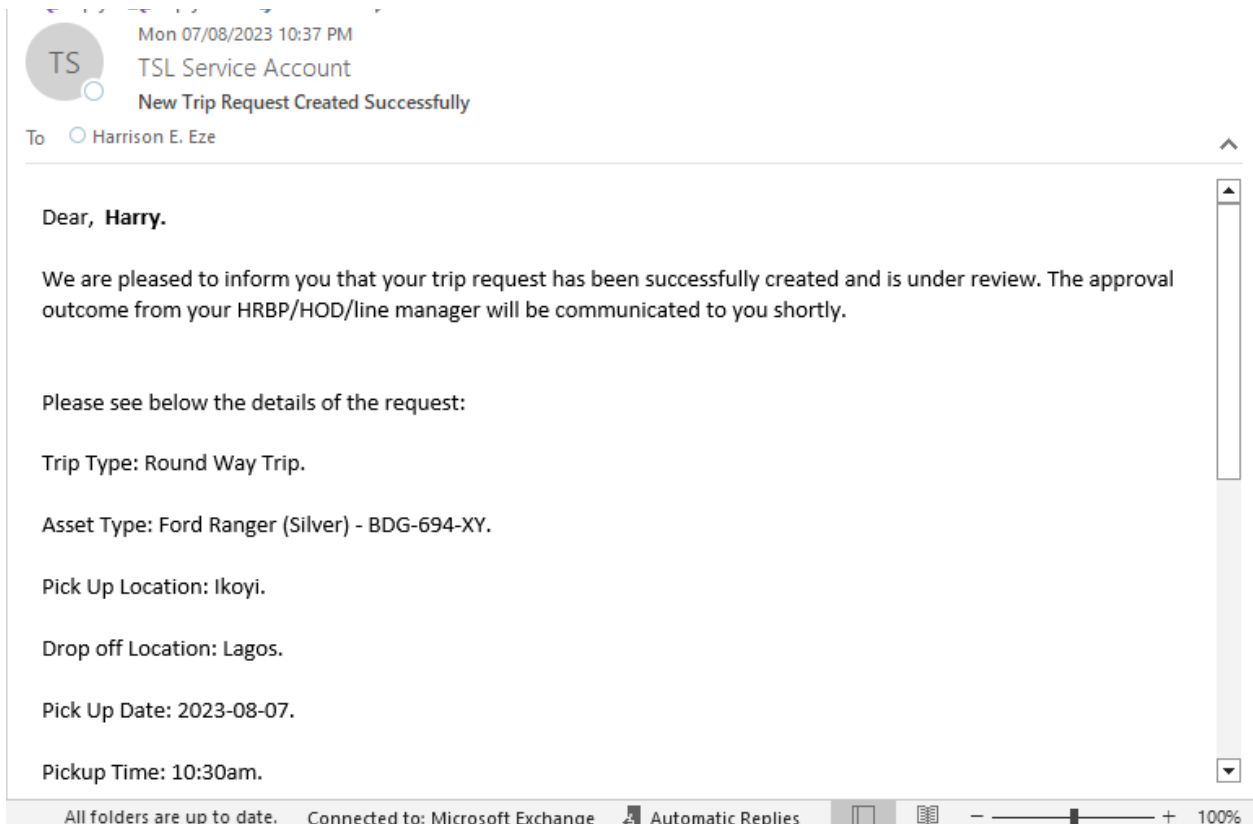 Mon 07/08/2023 10:37 PM
TS
TSL Service Account
New Trip Request Created Successfully
To Harrison E. Eze
Dear, Harry.
We are pleased to inform you that your trip request has been successfully created and is under review. The approval
outcome from your HRBP/HOD/line manager will be communicated to you shortly.
Please see below the details of the request:
Trip Type: Round Way Trip.
Asset Type: Ford Ranger (Silver) - BDG-694-XY.
Pick Up Location: Ikoyi.
Drop off Location: Lagos.
Pick Up Date: 2023-08-07.
Pickup Time: 10:30am.
All folders are up to date. Connected to: Microsoft Exchange Automatic Replies - + 100%